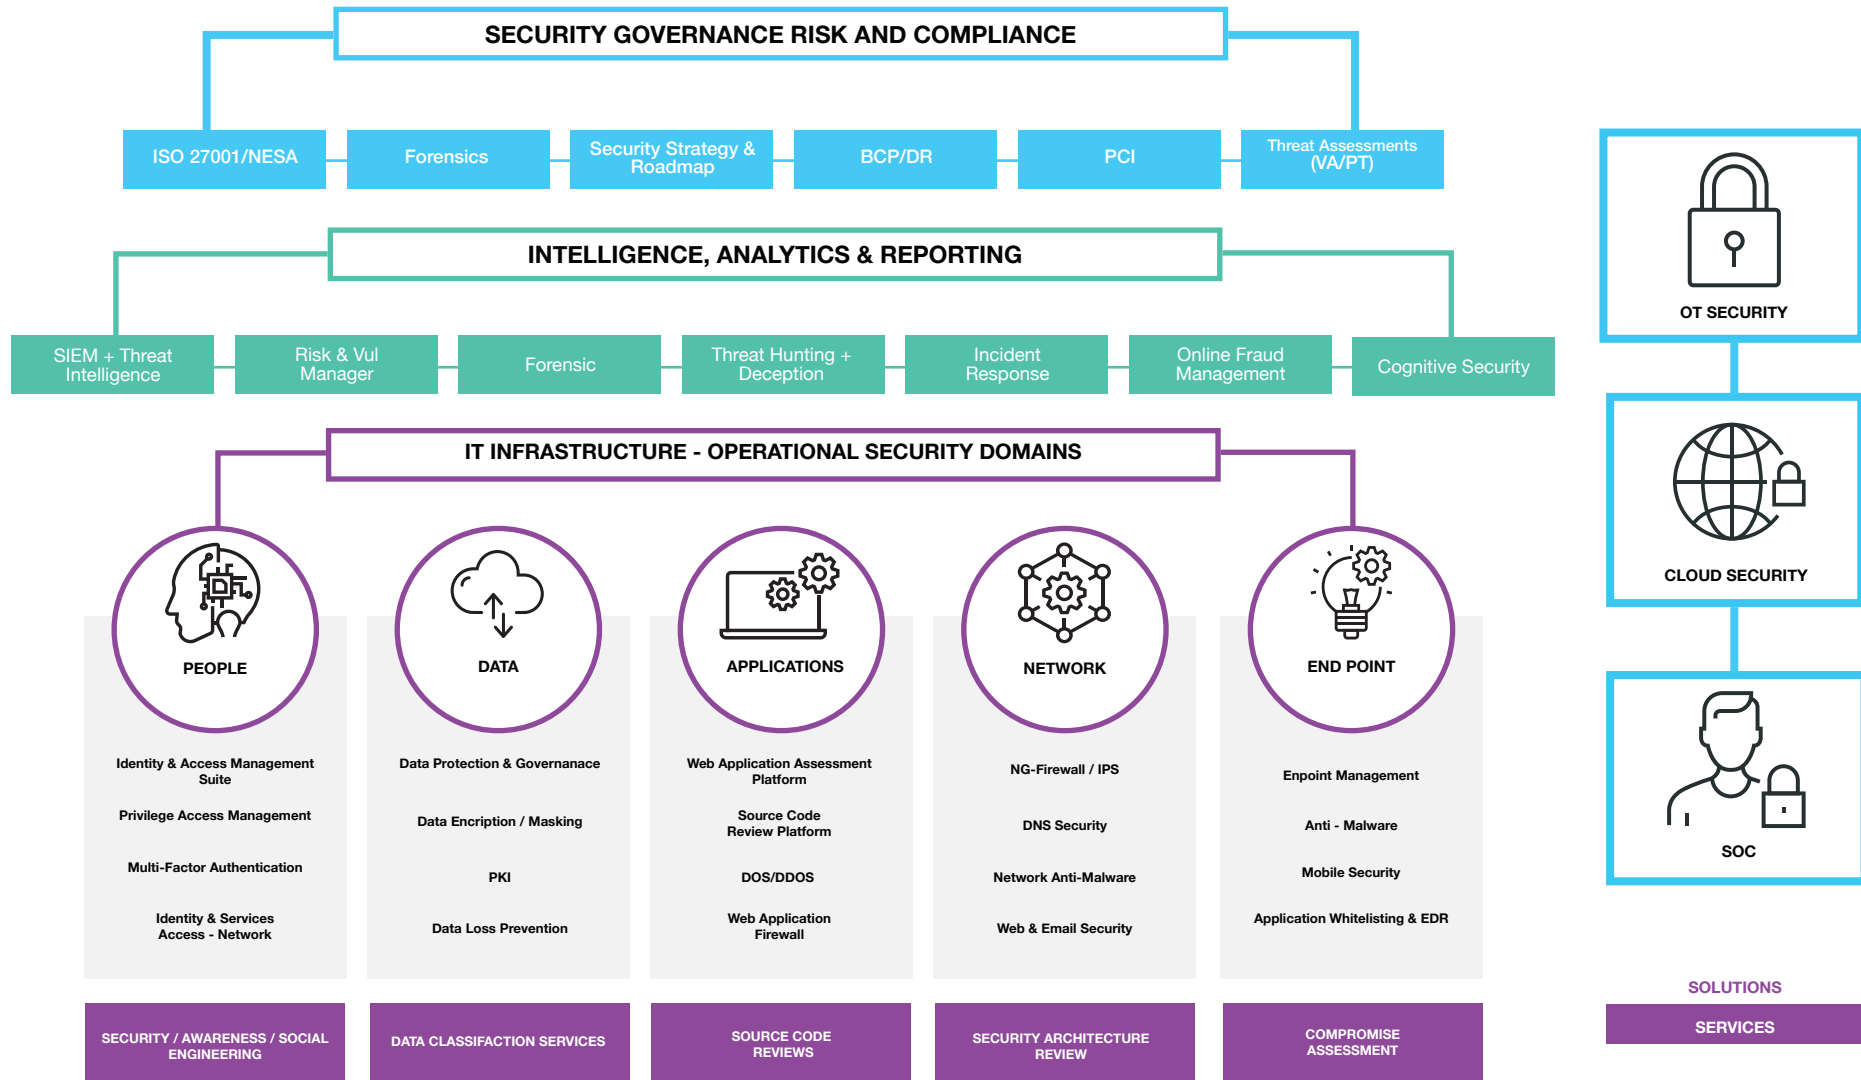 SECURITY GOVERNANCE RISK AND COMPLIANCE
ISO 27001/NESA
Forensics
Security Strategy &
Roadmap
BCP/DR
PCI
Threat Assessments
(VA/PT)
INTELLIGENCE, ANALYTICS & REPORTING
SIEM + Threat
Intelligence
Risk & Vul
Manager
Forensic
Threat Hunting +
Deception
Incident
Response
Online Fraud
Management
Cognitive Security
IT INFRASTRUCTURE - OPERATIONAL SECURITY DOMAINS
PEOPLE
Identity & Access Management
Suite
Privilege Access Management
Multi-Factor Authentication
Identity & Services
Access - Network
SECURITY / AWARENESS / SOCIAL
ENGINEERING
DATA
Data Protection & Governanace
Data Encription / Masking
PKI
Data Loss Prevention
DATA CLASSIFACTION SERVICES
APPLICATIONS
Web Application Assessment
Platform
Source Code
Review Platform
DOS/DDOS
Web Application
Firewall
SOURCE CODE
REVIEWS
NETWORK
NG-Firewall / IPS
DNS Security
Network Anti-Malware
Web & Email Security
SECURITY ARCHITECTURE
REVIEW
END POINT
Enpoint Management
Anti - Malware
Mobile Security
Application Whitelisting & EDR
COMPROMISE
ASSESSMENT
OT SECURITY
CLOUD SECURITY
SOC
SOLUTIONS
SERVICES